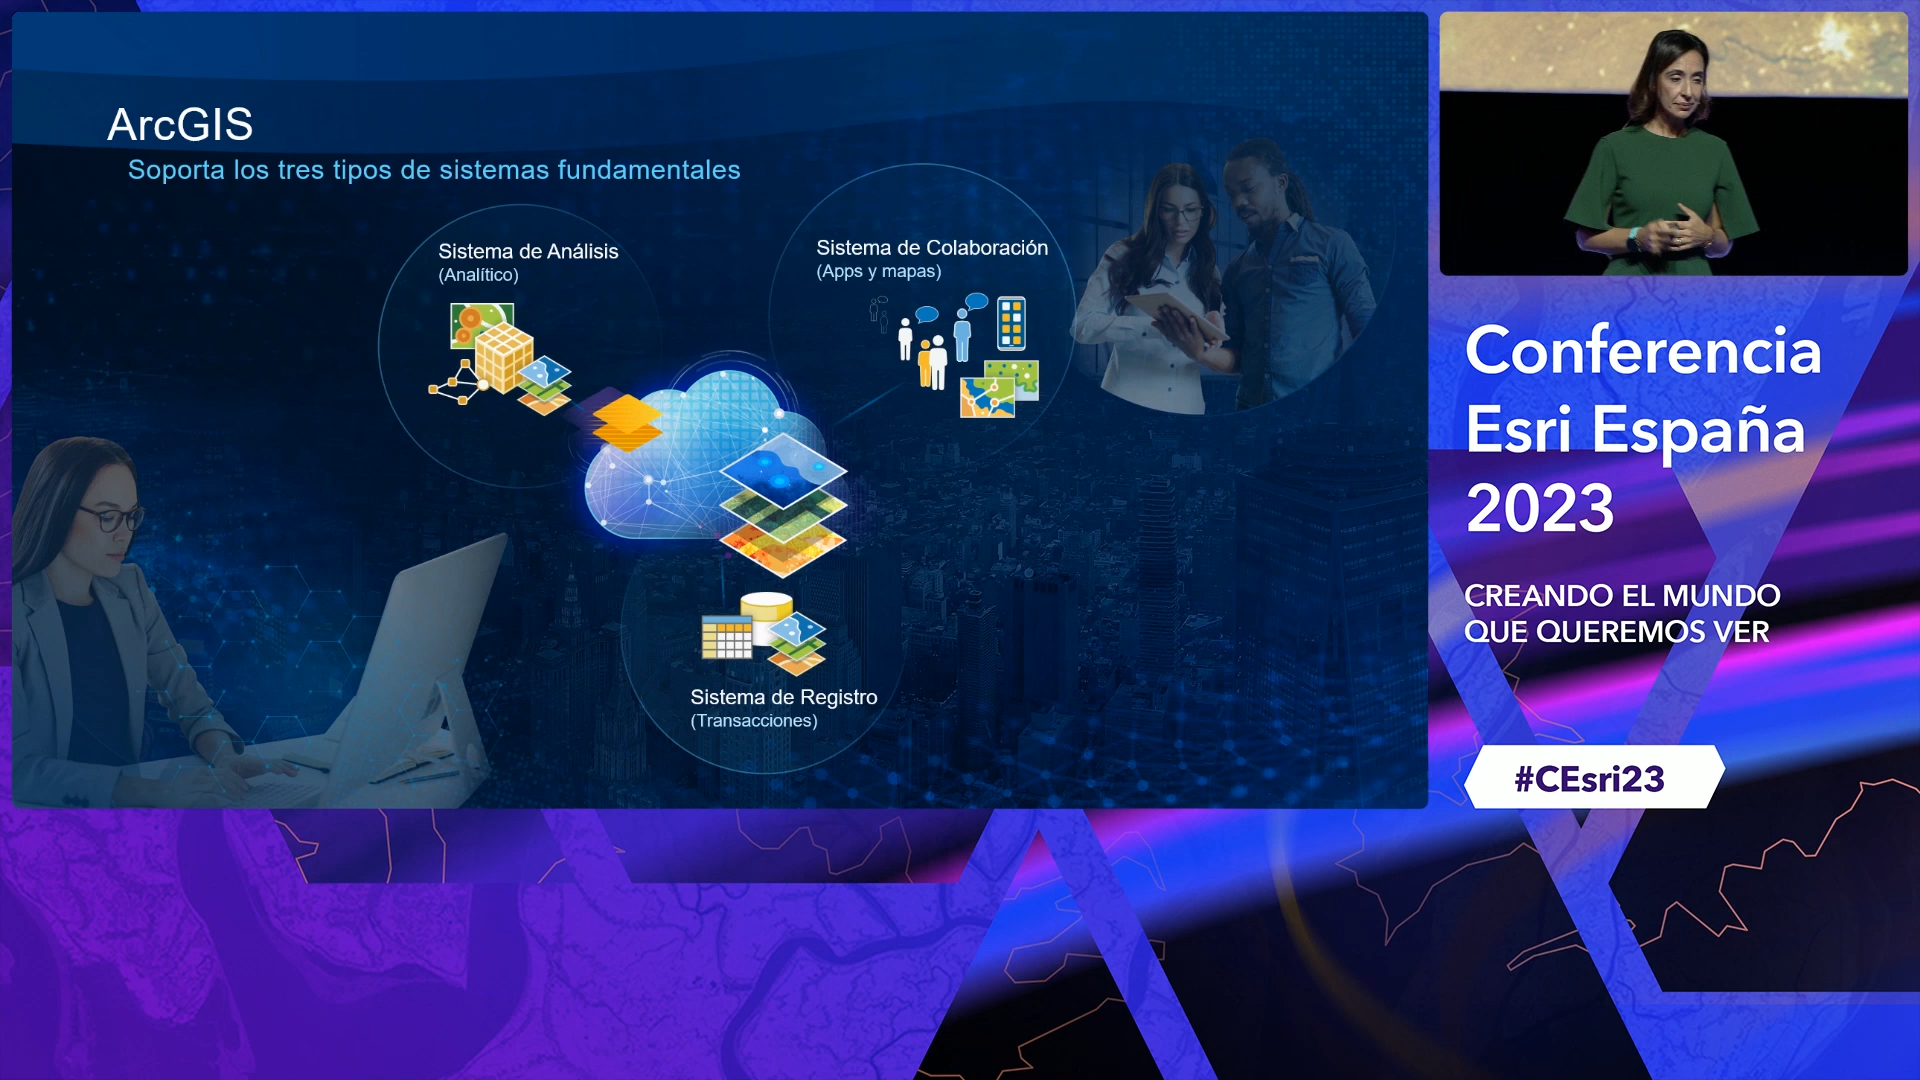 ArcGIS
Soporta los tres tipos de sistemas fundamentales
Sistema de Análisis
(Analítico)
Sistema de Colaboración
(Apps y mapas)
Sistema de Registro
(Transacciones)
Conferencia
Esri España
2023
CREANDO EL MUNDO
QUE QUEREMOS VER
#CEsri23